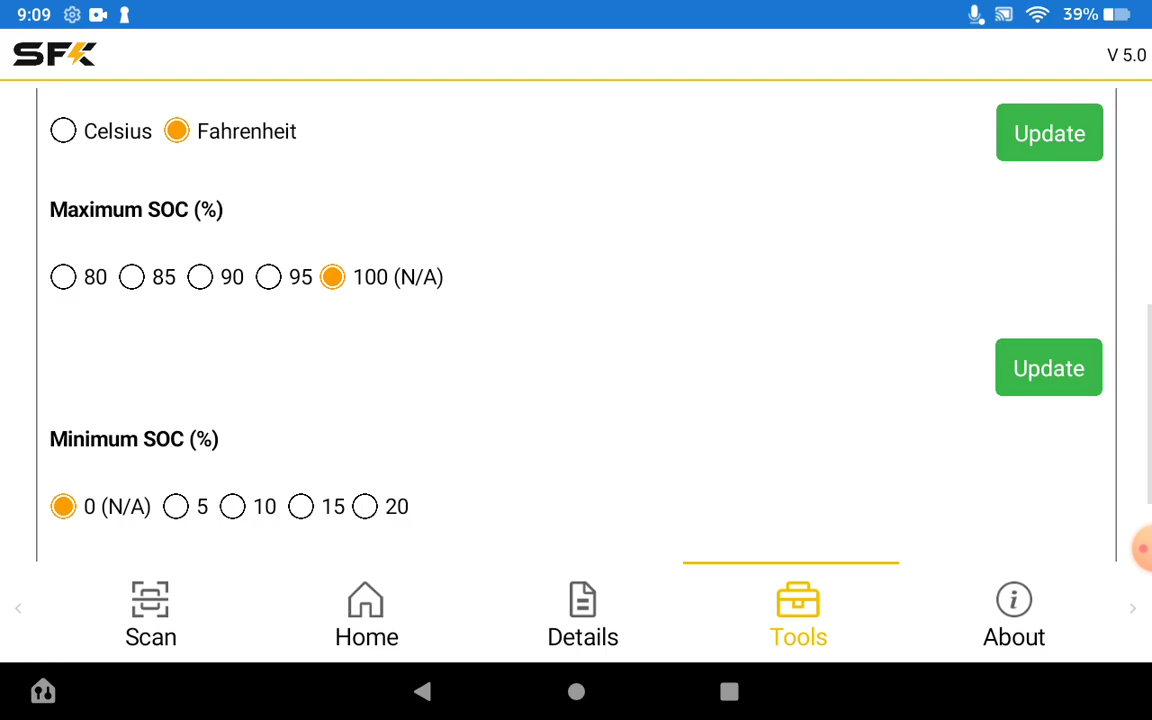 9:09 39%
SFK V 5.0
Celsius Fahrenheit Update
Maximum SOC (%)
80 85 90 95 100 (N/A)
Update
Minimum SOC (%)
0 (N/A) 5 10 15 20
Scan Home Details Tools About